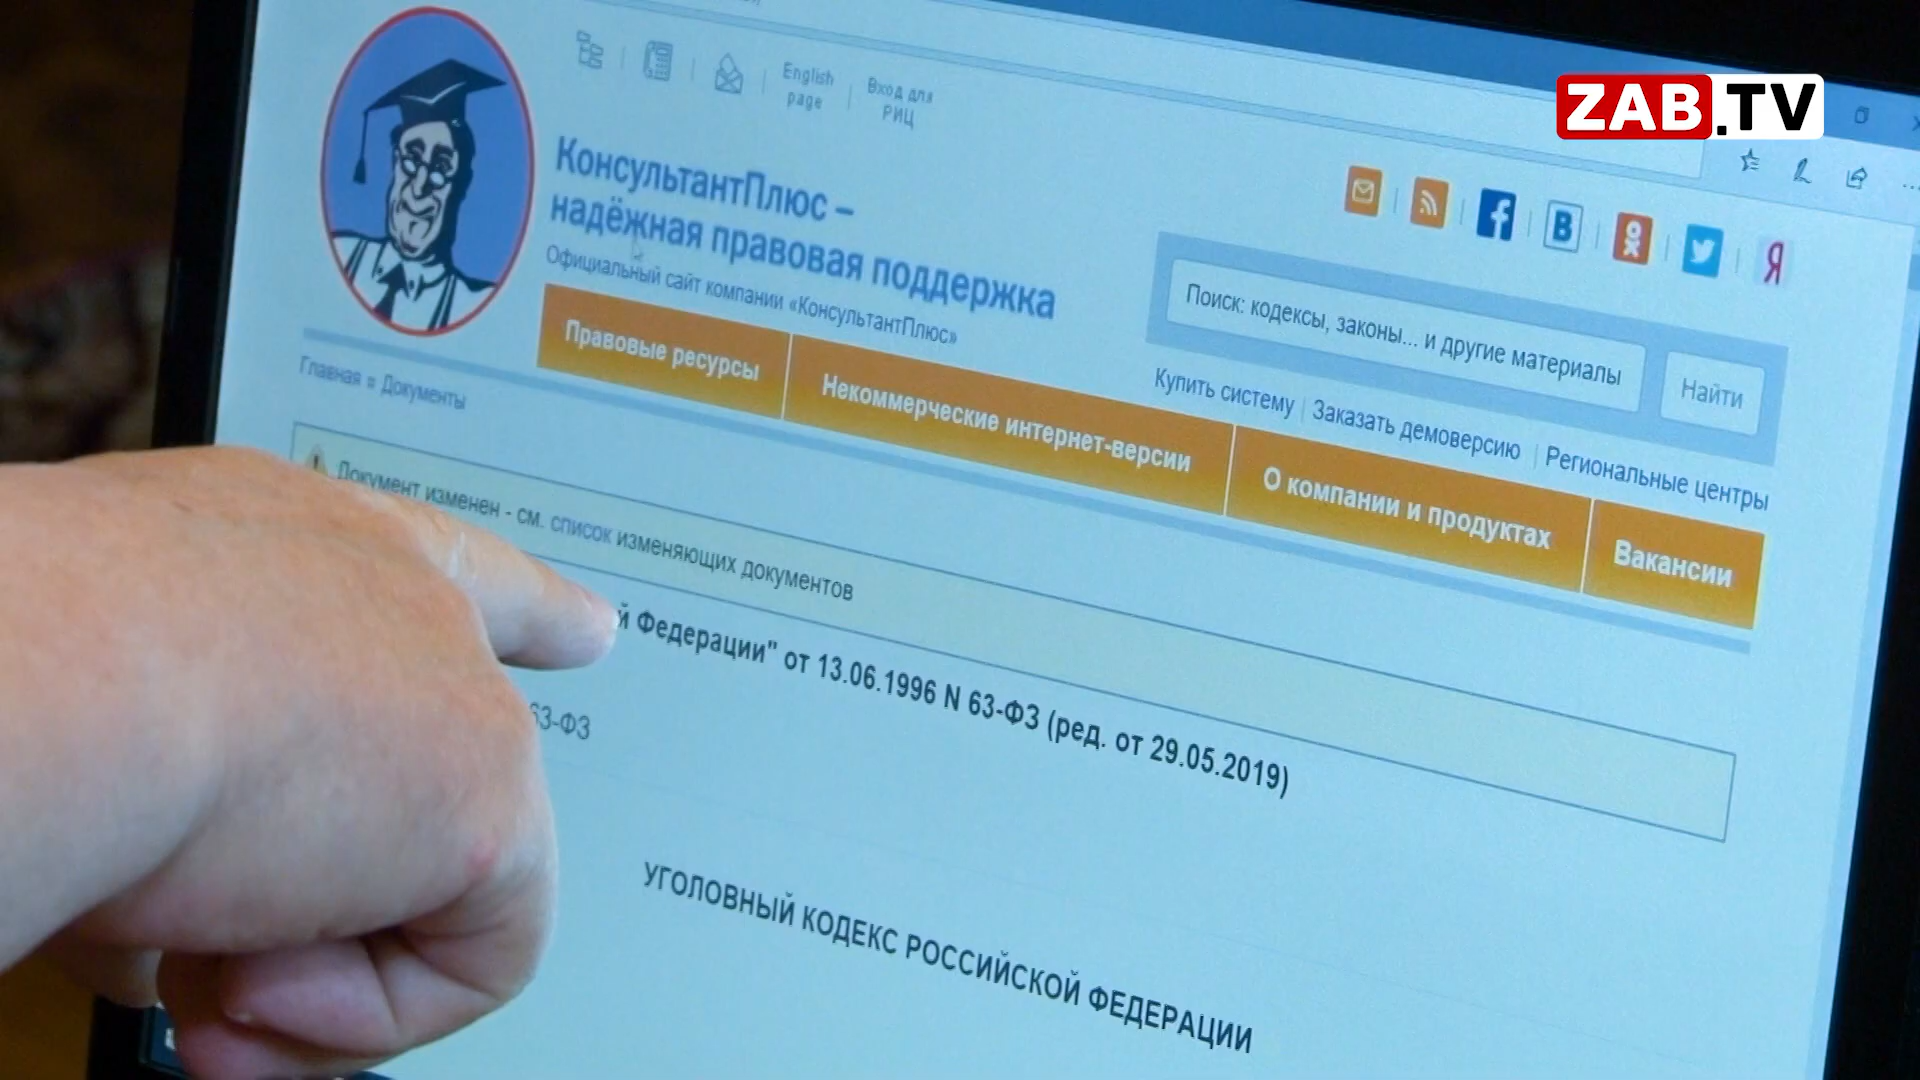 ZAB.TV
English
page
Вход для
РИЦ
КонсультантПлюс –
надёжная правовая поддержка
Официальный сайт компании «КонсультантПлюс»
Поиск: кодексы, законы... и другие материалы
Найти
Купить систему | Заказать демоверсию | Региональные центры
Правовые ресурсы
Некоммерческие интернет-версии
О компании и продуктах
Вакансии
Главная » Документы
Документ изменен - см. список изменяющих документов
й Федерации" от 13.06.1996 N 63-ФЗ (ред. от 29.05.2019)
63-ФЗ
УГОЛОВНЫЙ КОДЕКС РОССИЙСКОЙ ФЕДЕРАЦИИ